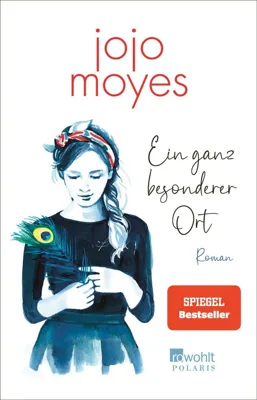 jojo
moyes
Ein ganz
besonderer
Ort
Roman
SPIEGEL
Bestseller
rowohlt
POLARIS